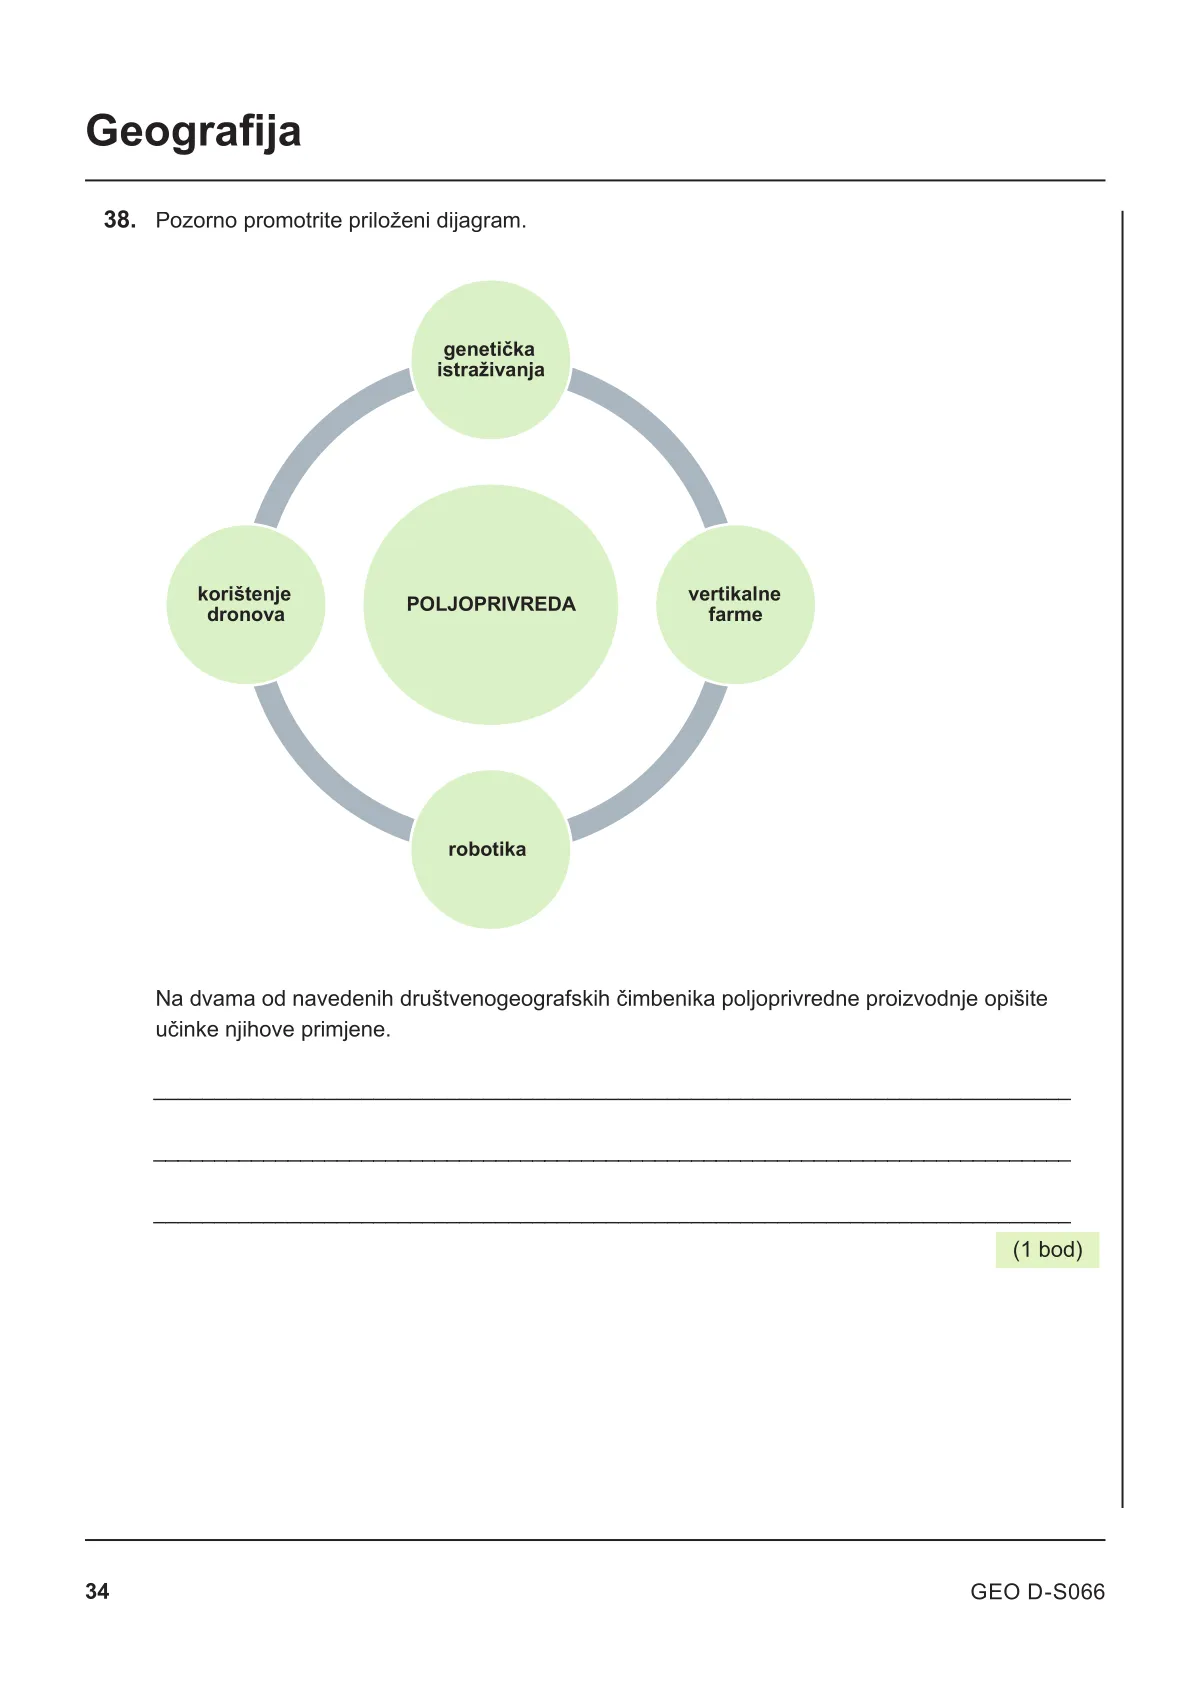 Geografija
38. Pozorno promotrite priloženi dijagram.
genetička
istraživanja
korištenje
dronova
POLJOPRIVREDA
vertikalne
farme
robotika
Na dvama od navedenih društvenogeografskih čimbenika poljoprivredne proizvodnje opišite
učinke njihove primjene.
(1 bod)
34
GEO D-S066